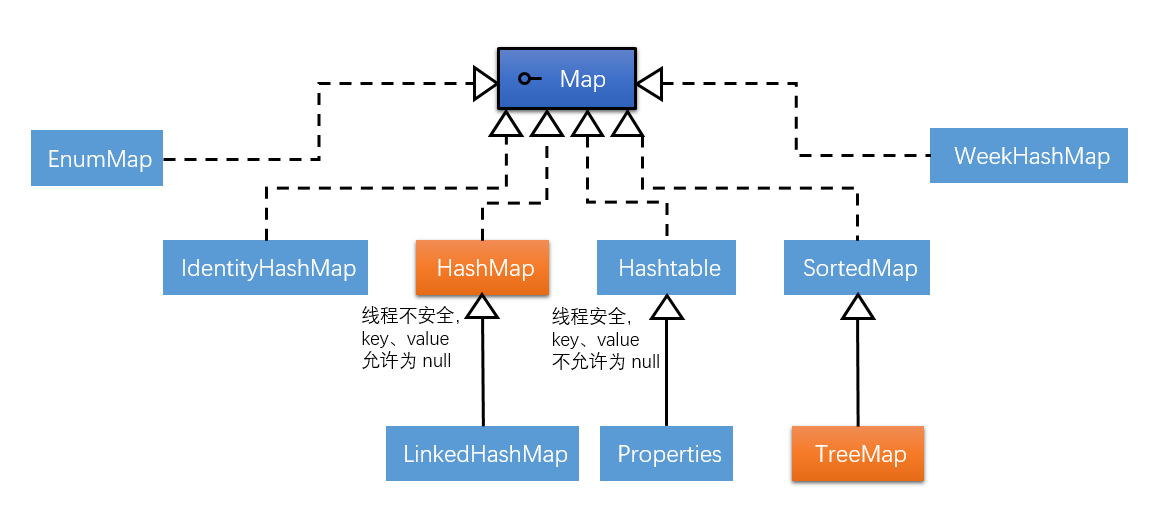 Map
EnumMap
WeekHashMap
IdentityHashMap
HashMap
Hashtable
SortedMap
线程不安全，
key、value
允许为 null
线程安全，
key、value
不允许为 null
LinkedHashMap
Properties
TreeMap